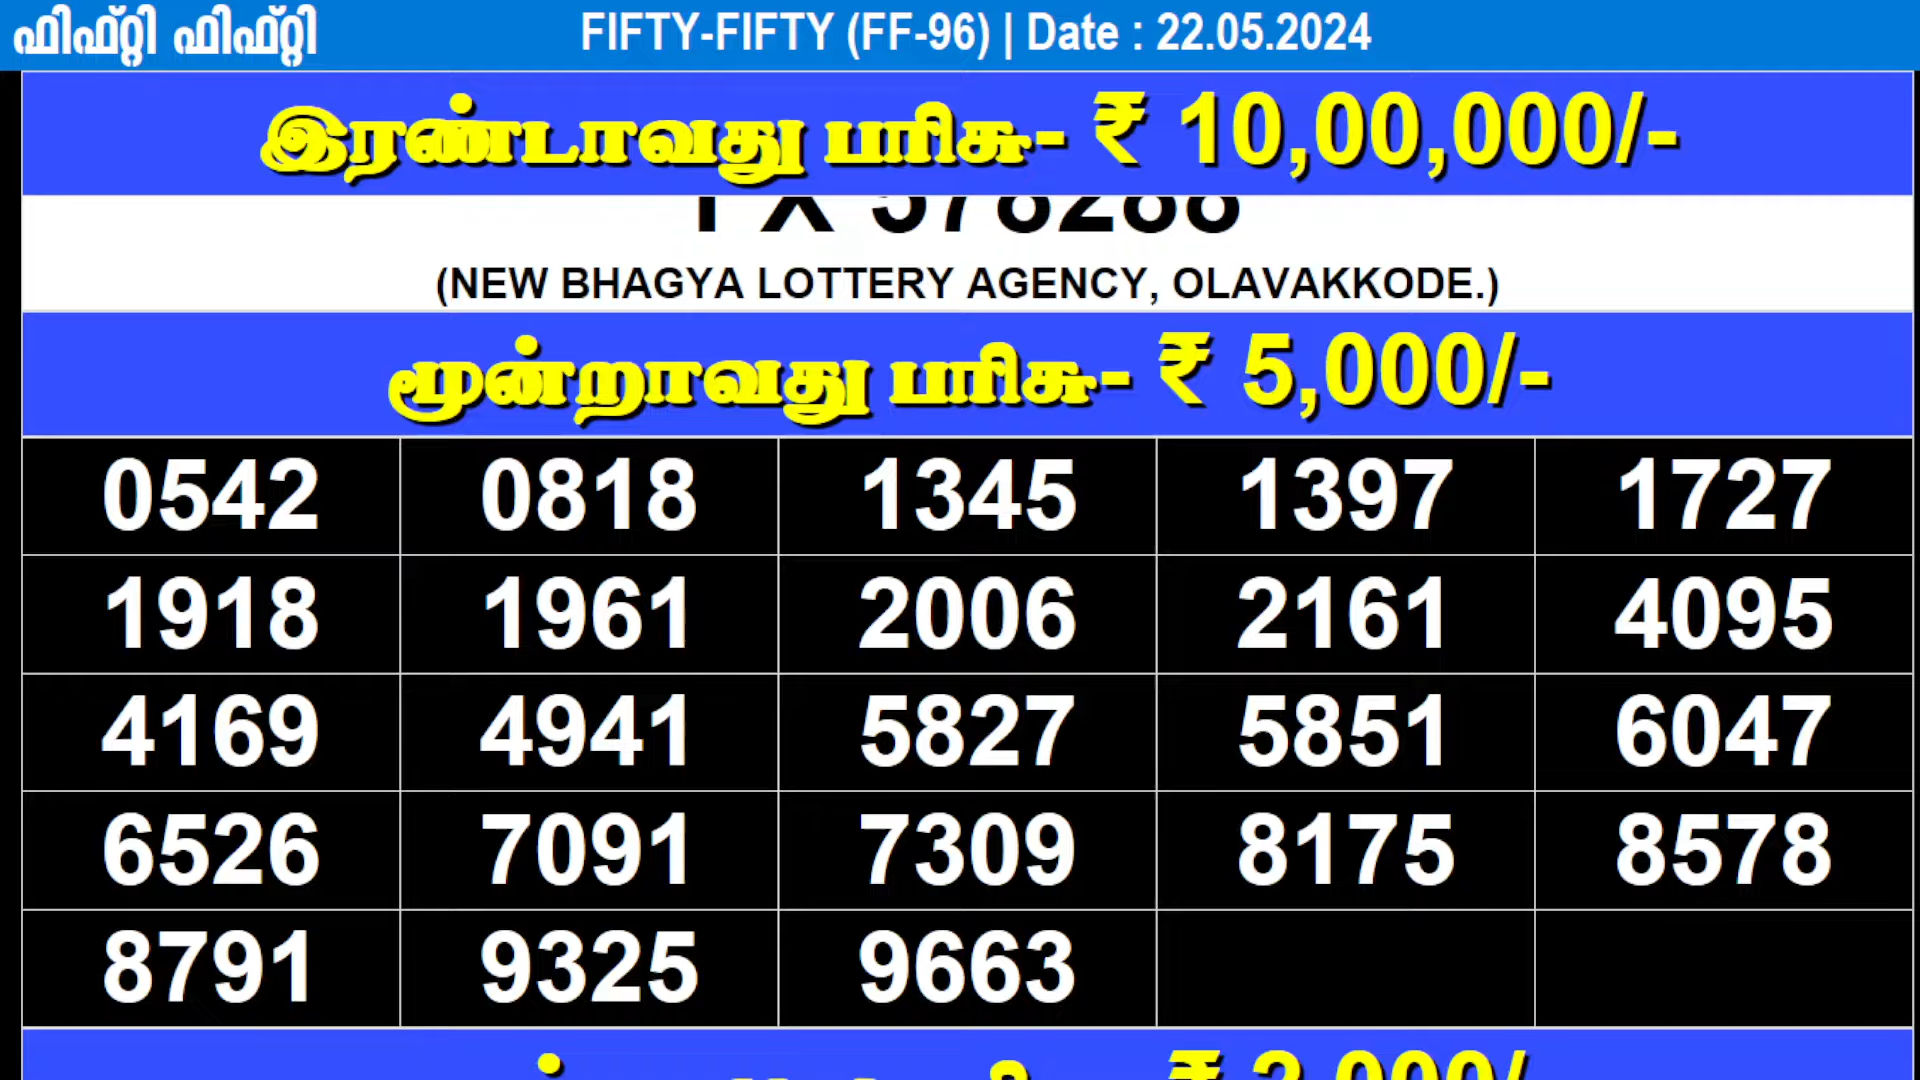 ഫിഫ്റ്റി ഫിഫ്റ്റി FIFTY-FIFTY (FF-96) | Date : 22.05.2024
இரண்டாவது பரிசு- ₹ 10,00,000/-
(NEW BHAGYA LOTTERY AGENCY, OLAVAKKODE.)
மூன்றாவது பரிசு- ₹ 5,000/-
0542 0818 1345 1397 1727
1918 1961 2006 2161 4095
4169 4941 5827 5851 6047
6526 7091 7309 8175 8578
8791 9325 9663
₹ 2,000/-